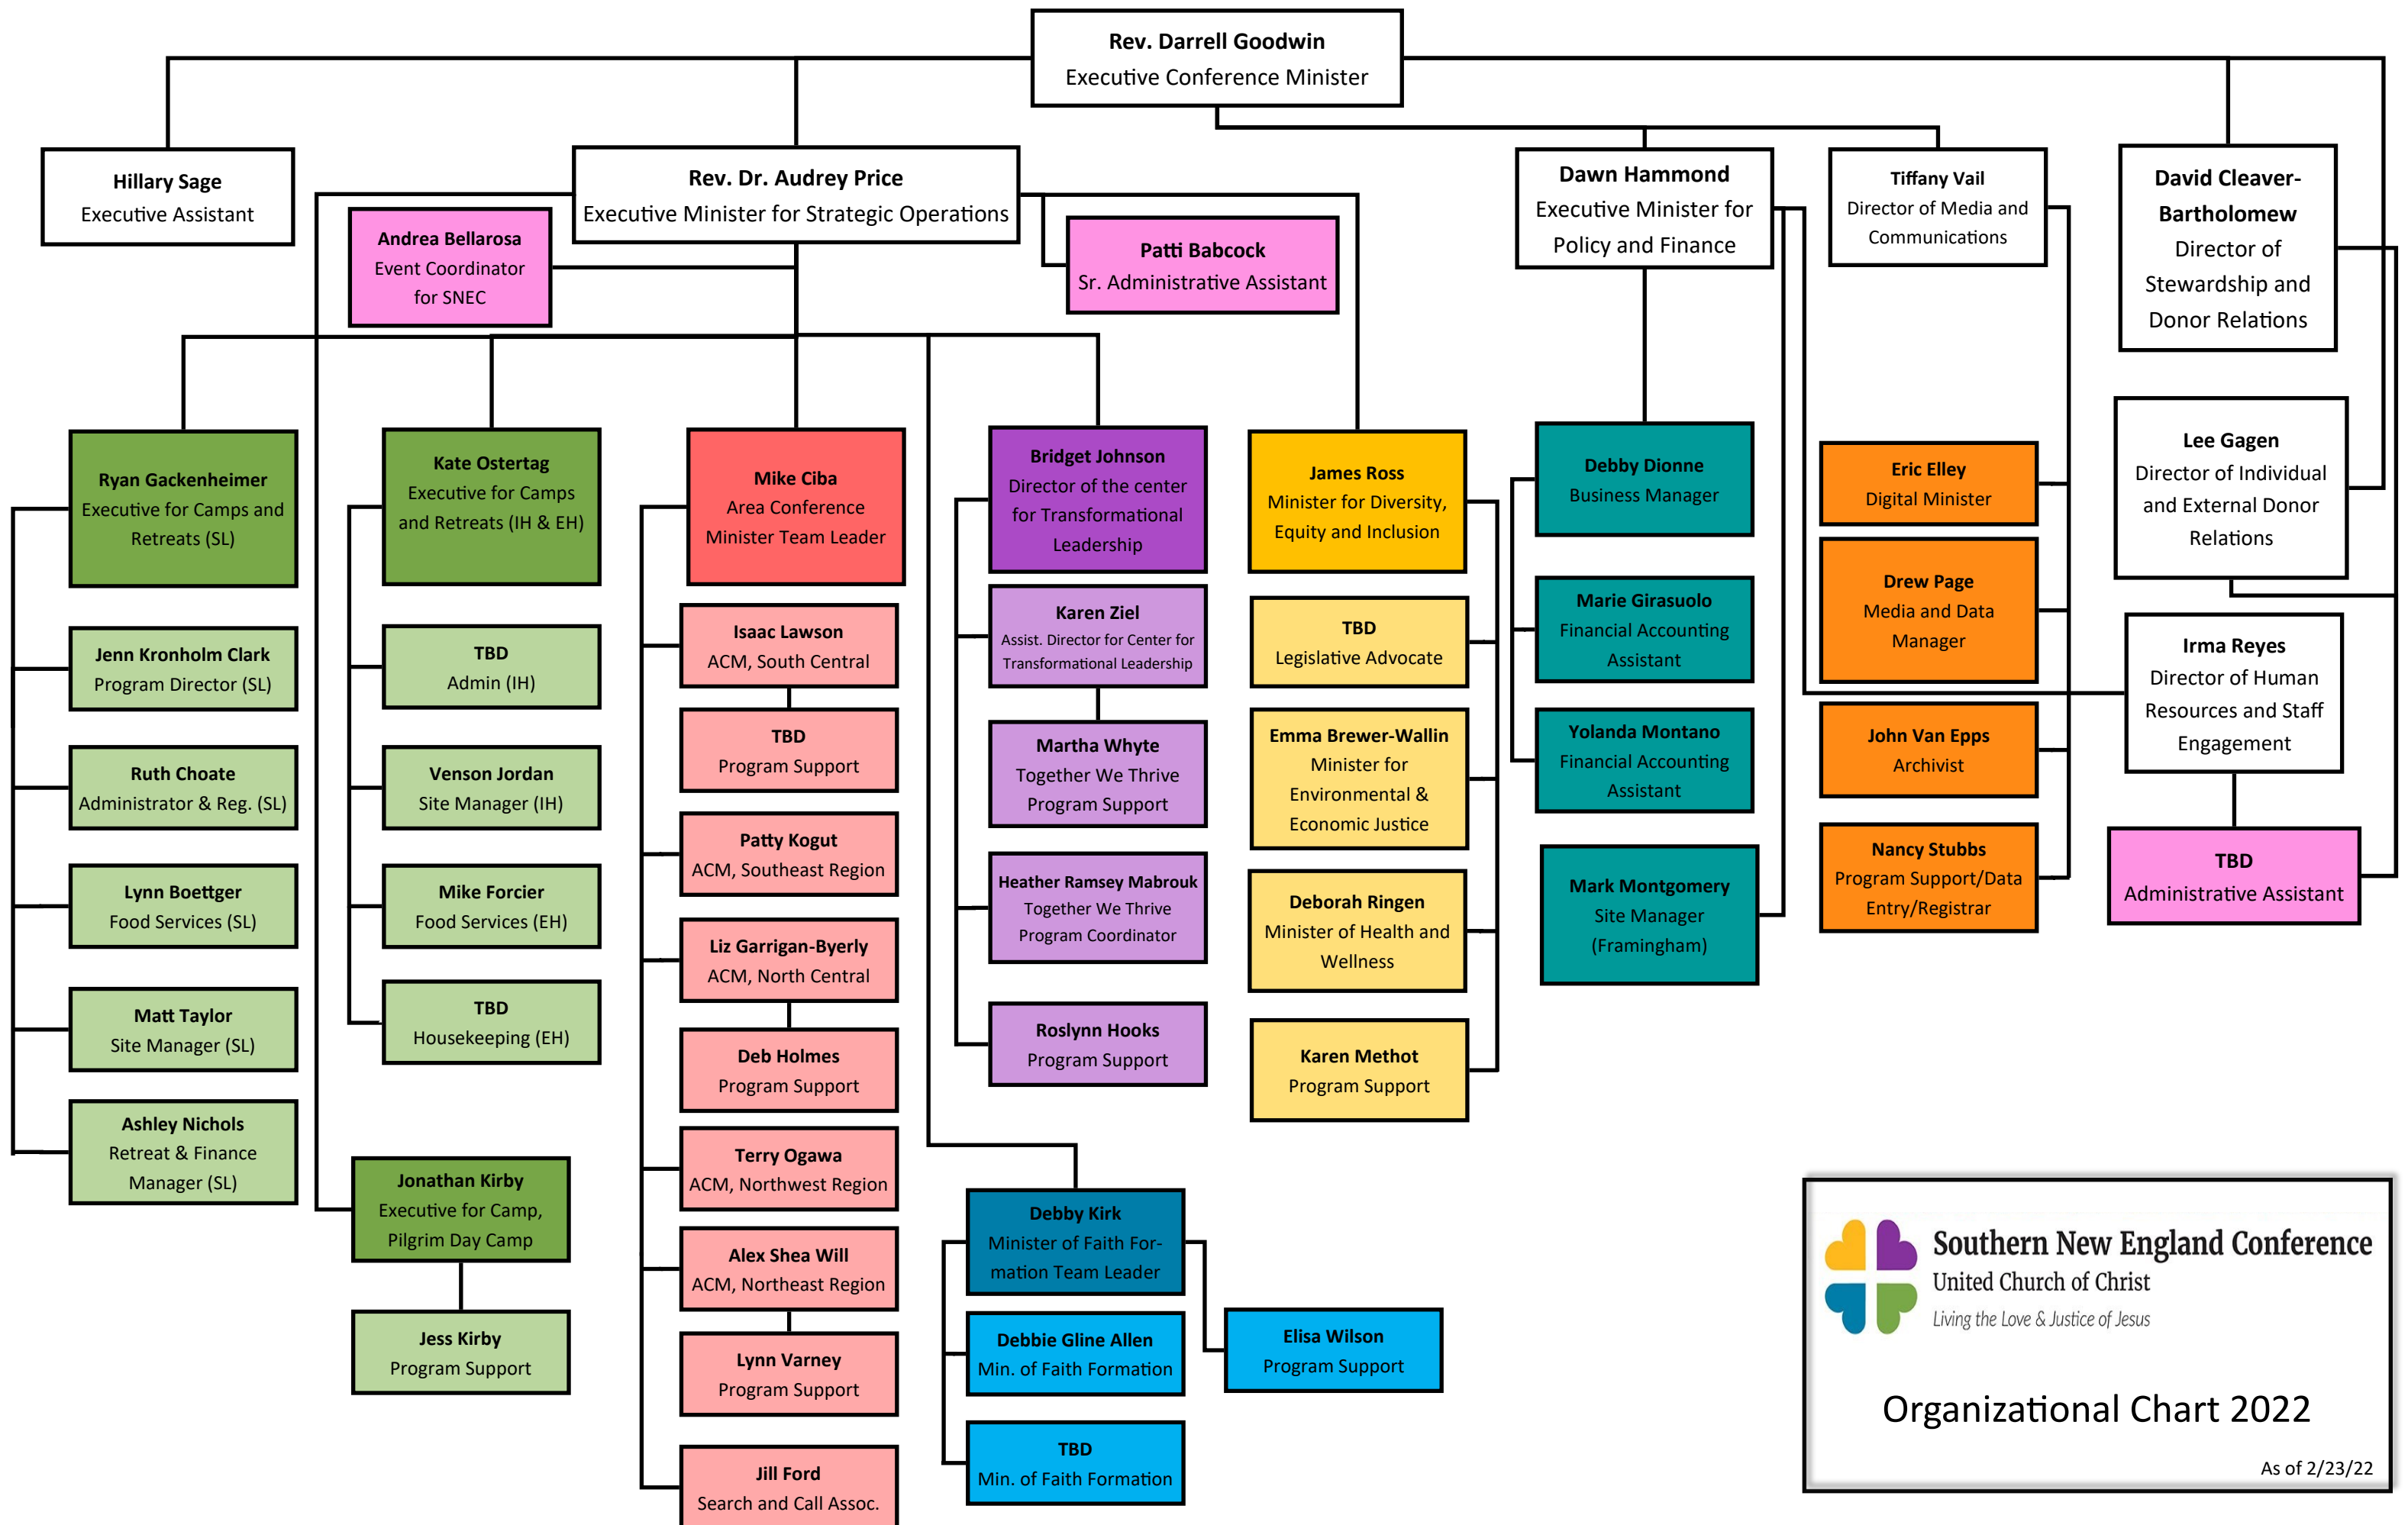 Rev. Darrell Goodwin
Executive Conference Minister
Hillary Sage
Executive Assistant
Rev. Dr. Audrey Price
Executive Minister for Strategic Operations
Andrea Bellarosa
Event Coordinator
for SNEC
Patti Babcock
Sr. Administrative Assistant
Dawn Hammond
Executive Minister for
Policy and Finance
Tiffany Vail
Director of Media and
Communications
David Cleaver-
Bartholomew
Director of
Stewardship and
Donor Relations
Ryan Gackenheimer
Executive for Camps and
Retreats (SL)
Jenn Kronholm Clark
Program Director (SL)
Ruth Choate
Administrator & Reg. (SL)
Lynn Boettger
Food Services (SL)
Matt Taylor
Site Manager (SL)
Ashley Nichols
Retreat & Finance
Manager (SL)
Kate Ostertag
Executive for Camps
and Retreats (IH & EH)
TBD
Admin (IH)
Venson Jordan
Site Manager (IH)
Mike Forcier
Food Services (EH)
TBD
Housekeeping (EH)
Jonathan Kirby
Executive for Camp,
Pilgrim Day Camp
Jess Kirby
Program Support
Mike Ciba
Area Conference
Minister Team Leader
Isaac Lawson
ACM, South Central
TBD
Program Support
Patty Kogut
ACM, Southeast Region
Liz Garrigan-Byerly
ACM, North Central
Deb Holmes
Program Support
Terry Ogawa
ACM, Northwest Region
Alex Shea Will
ACM, Northeast Region
Lynn Varney
Program Support
Jill Ford
Search and Call Assoc.
Bridget Johnson
Director of the center
for Transformational
Leadership
Karen Ziel
Assist. Director for Center for
Transformational Leadership
Martha Whyte
Together We Thrive
Program Support
Heather Ramsey Mabrouk
Together We Thrive
Program Coordinator
Roslynn Hooks
Program Support
Debby Kirk
Minister of Faith For-
mation Team Leader
Debbie Gline Allen
Min. of Faith Formation
TBD
Min. of Faith Formation
Elisa Wilson
Program Support
James Ross
Minister for Diversity,
Equity and Inclusion
TBD
Legislative Advocate
Emma Brewer-Wallin
Minister for
Environmental &
Economic Justice
Deborah Ringen
Minister of Health and
Wellness
Karen Methot
Program Support
Debby Dionne
Business Manager
Marie Girasuolo
Financial Accounting
Assistant
Yolanda Montano
Financial Accounting
Assistant
Mark Montgomery
Site Manager
(Framingham)
Eric Elley
Digital Minister
Drew Page
Media and Data
Manager
John Van Epps
Archivist
Nancy Stubbs
Program Support/Data
Entry/Registrar
Lee Gagen
Director of Individual
and External Donor
Relations
Irma Reyes
Director of Human
Resources and Staff
Engagement
TBD
Administrative Assistant
Southern New England Conference
United Church of Christ
Living the Love & Justice of Jesus
Organizational Chart 2022
As of 2/23/22